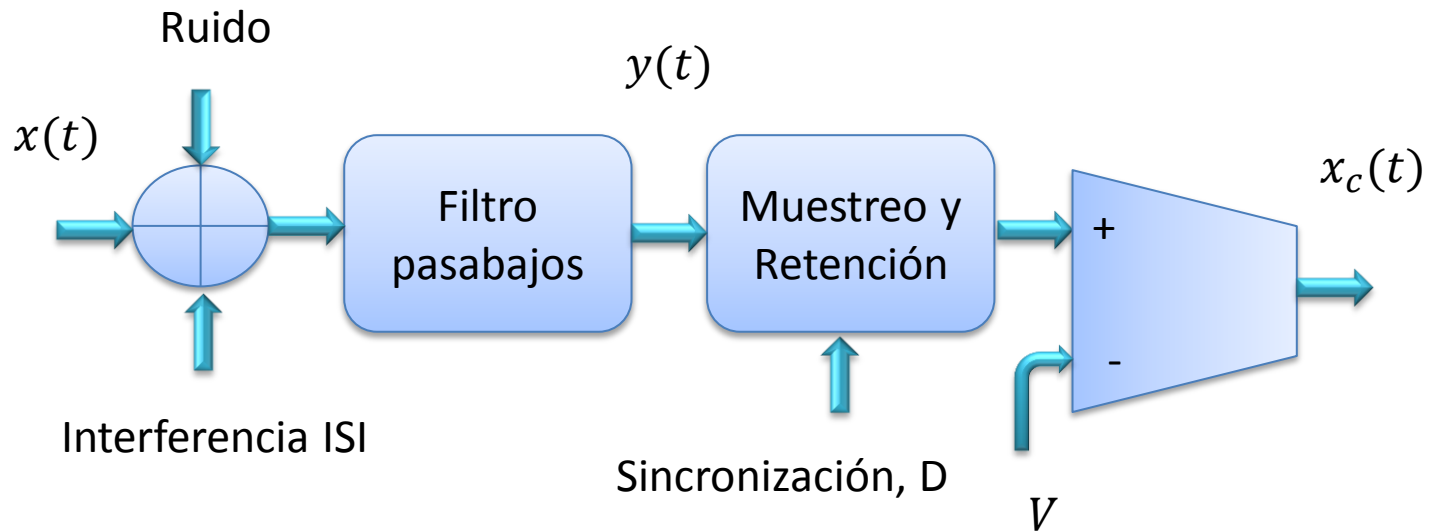 Ruido
x(t)
y(t)
x_c(t)
Filtro
pasabajos
Muestreo y
Retención
+
-
Interferencia ISI
Sincronización, D
V